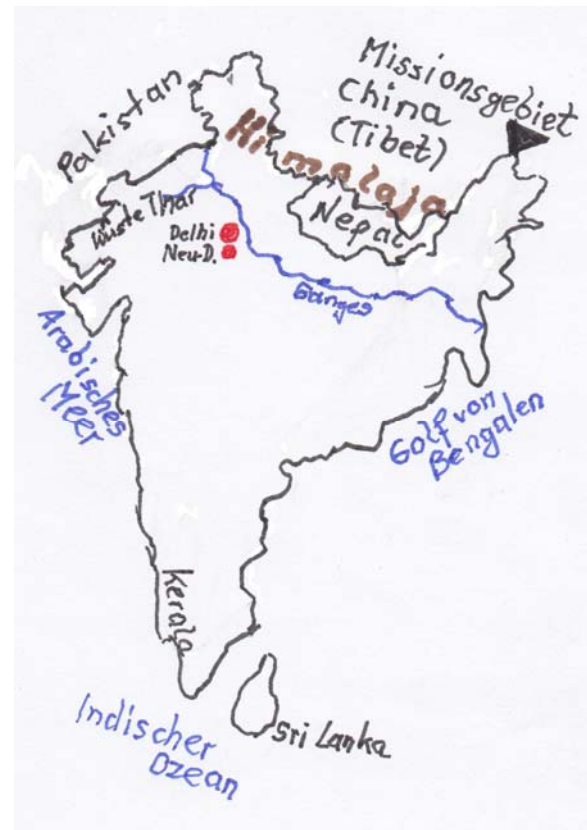 Missionsgebiet
China
(Tibet)
Pakistan
Himalaja
Nepal
Wüste Thar
Delhi
Neu-D.
Ganges
Arabisches
Meer
Golf von
Bengalen
Kerala
Sri Lanka
Indischer
Ozean